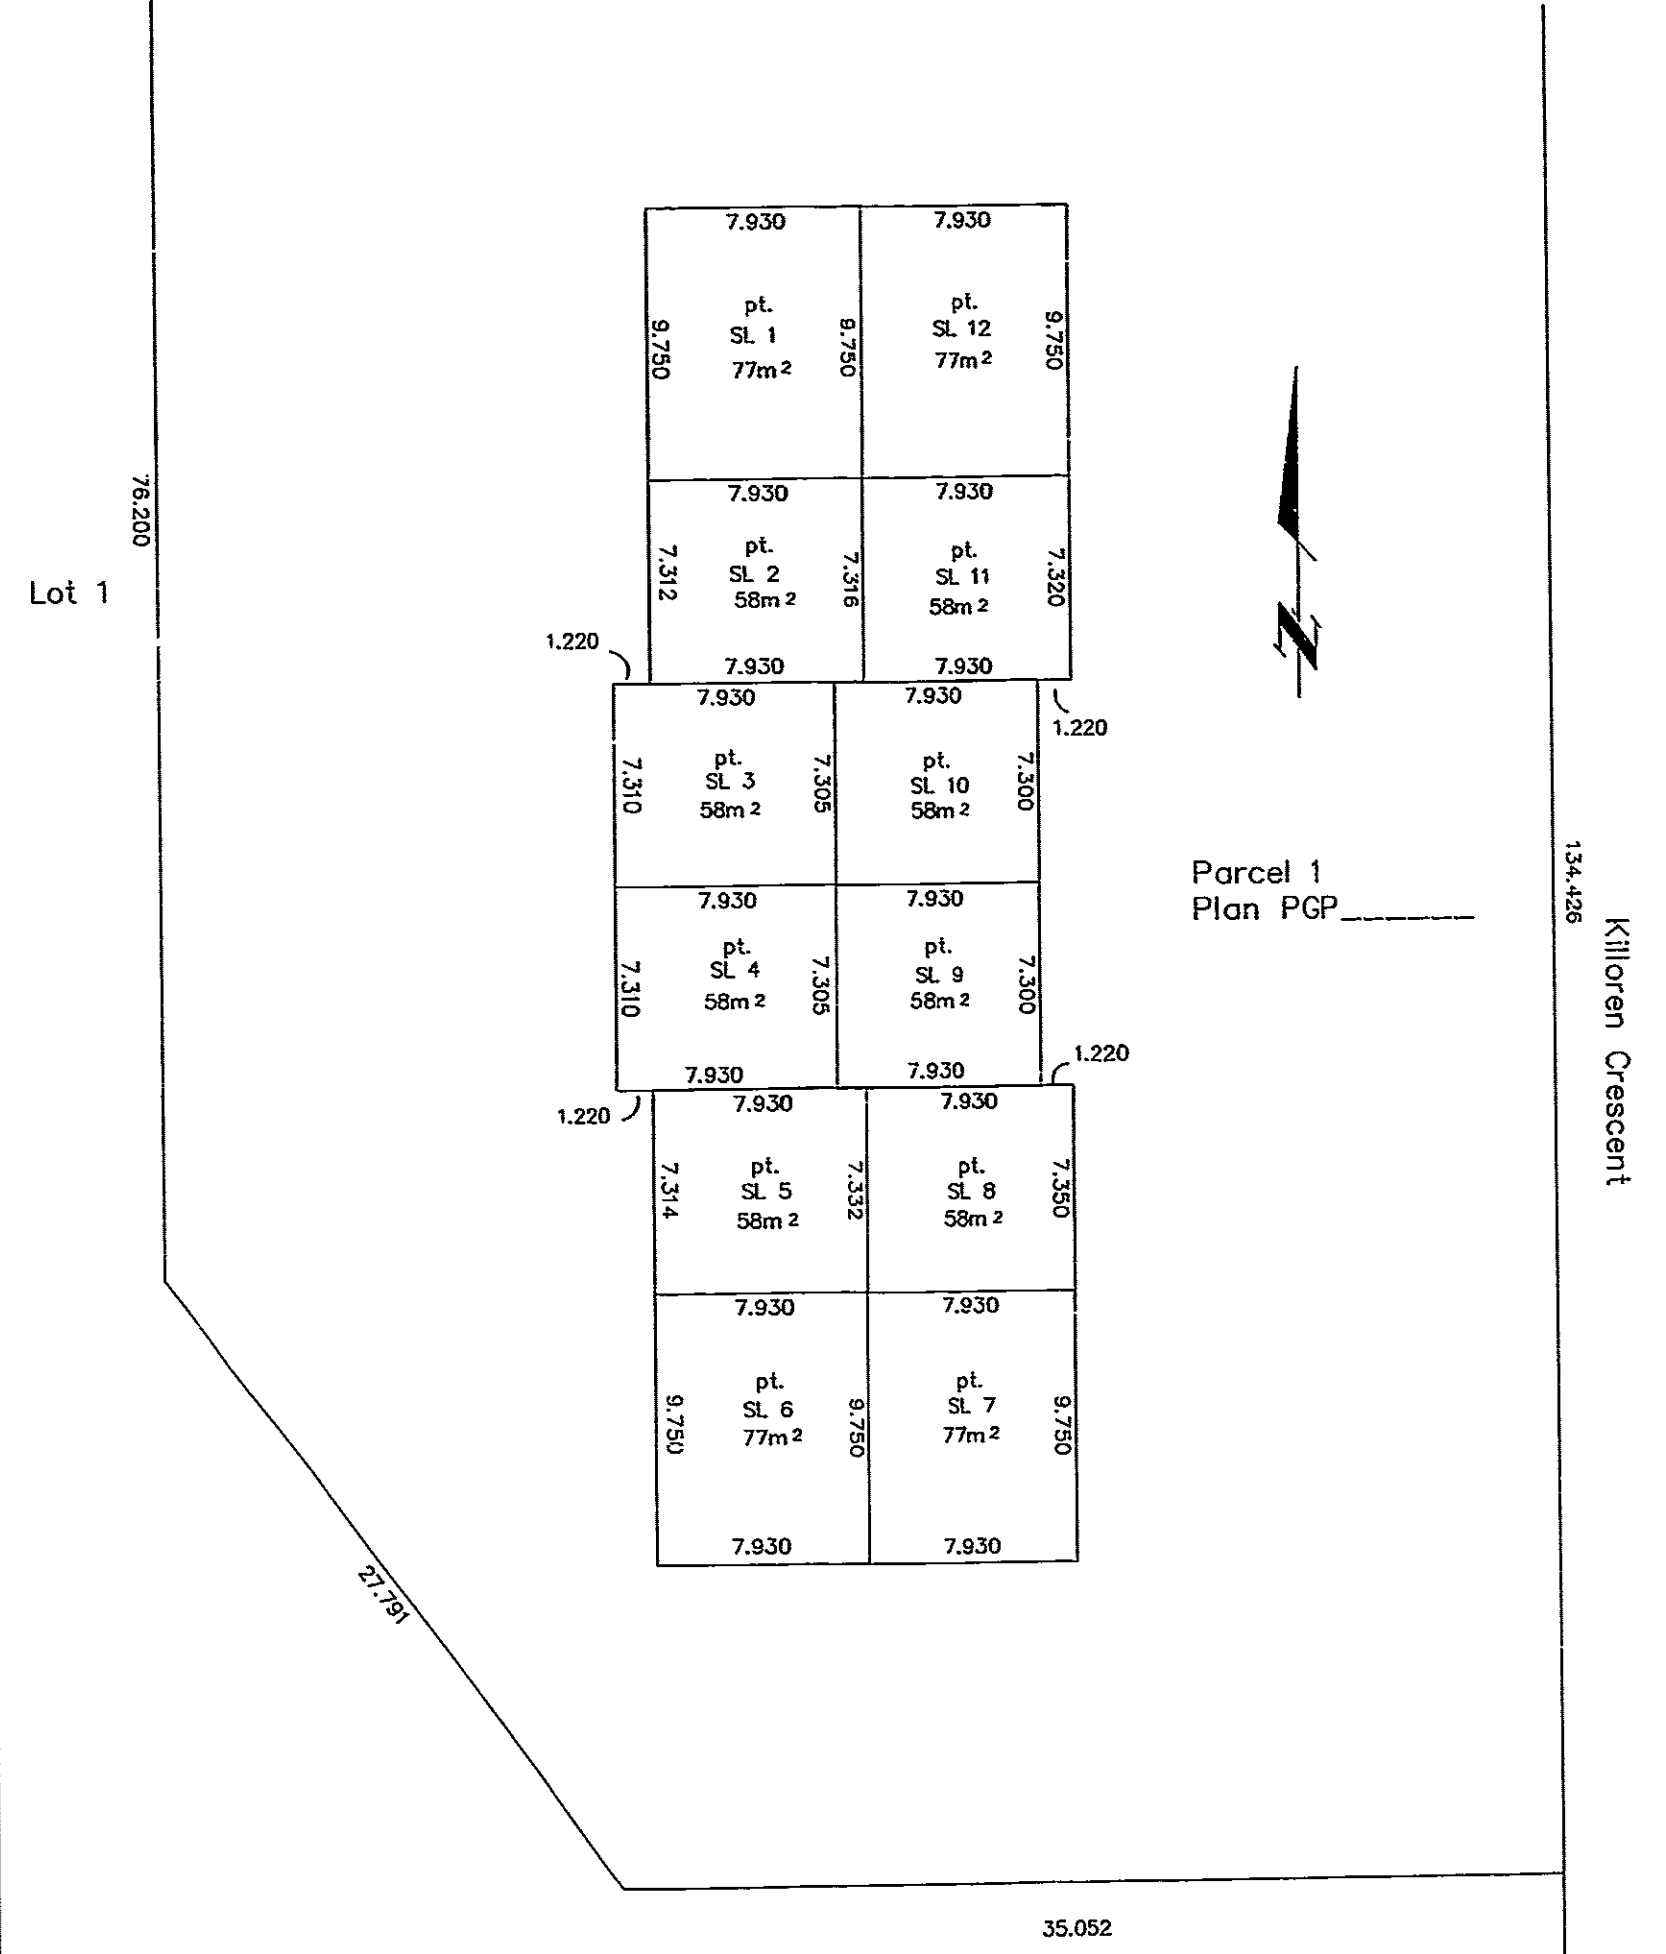 7.930 7.930
pt.
SL 1
77m²
pt.
SL 12
77m²
9.750 9.750 9.750
7.930 7.930
76.200
Lot 1
pt.
SL 2
58m²
pt.
SL 11
58m²
7.312 7.316 7.320
N
1.220
7.930 7.930
7.930 7.930
1.220
pt.
SL 3
58m²
pt.
SL 10
58m²
7.310 7.305 7.300
Parcel 1
Plan PGP______
134.426
Killoren Crescent
7.930 7.930
pt.
SL 4
58m²
pt.
SL 9
58m²
7.310 7.305 7.300
1.220
7.930 7.930
1.220
7.930 7.930
pt.
SL 5
58m²
pt.
SL 8
58m²
7.314 7.332 7.350
7.930 7.930
pt.
SL 6
77m²
pt.
SL 7
77m²
9.750 9.750 9.750
7.930 7.930
27.791
35.052